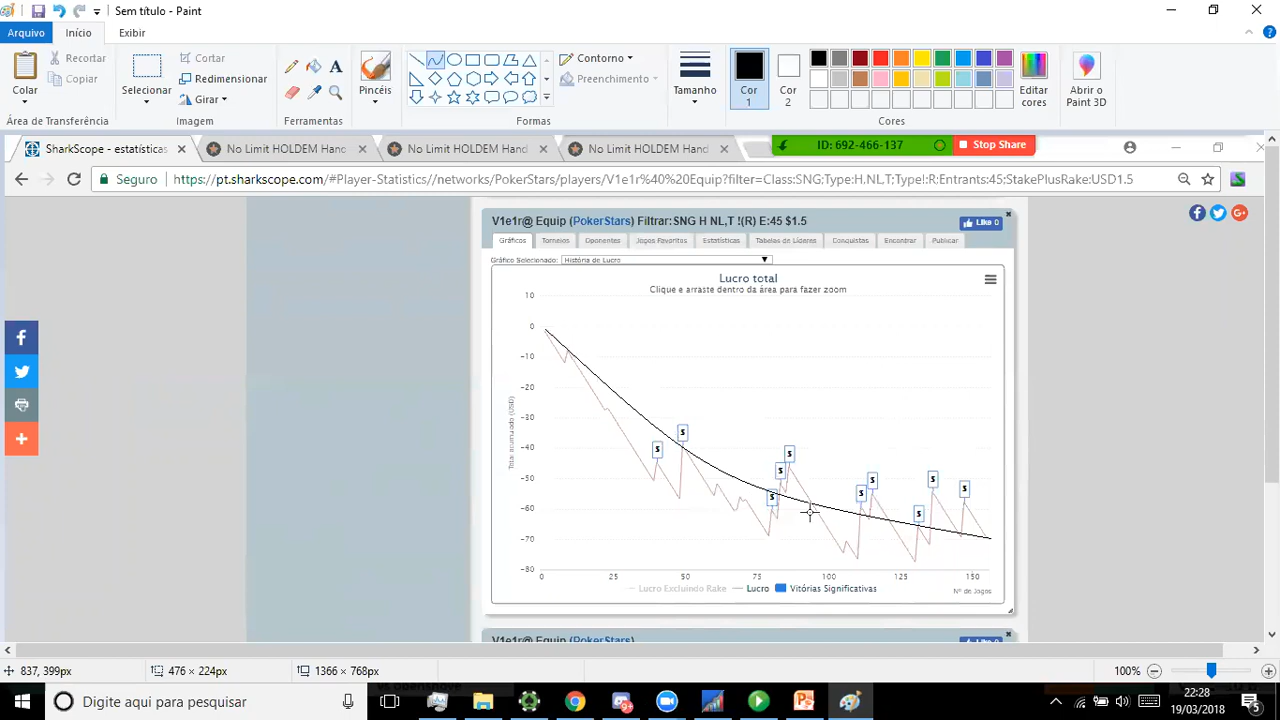 Sem título - Paint
Arquivo Início Exibir
Colar
Recortar
Copiar
Área de Transferência
Selecionar
Cortar
Redimensionar
Girar
Imagem
A
Ferramentas
Pincéis
Contorno
Preenchimento
Formas
Tamanho
Cor 1
Cor 2
Cores
Editar cores
Abrir o Paint 3D
SharkScope - estatísticas
No Limit HOLDEM Hand
No Limit HOLDEM Hand
No Limit HOLDEM Hand
ID: 692-466-137
Stop Share
Seguro
https://pt.sharkscope.com/#Player-Statistics//networks/PokerStars/players/V1e1r%40%20Equip?filter=Class:SNG;Type:H,NL,T;Type!:R;Entrants:45;StakePlusRake:USD1.5
V1e1r@ Equip (PokerStars) Filtrar: SNG H NL,T !(R) E:45 $1.5
Like 0
Gráficos Torneios Oponentes Jogos Favoritos Estatísticas Tabelas de Líderes Conquistas Encontrar Publicar
Gráfico Selecionado: História de Lucro
Lucro total
Clique e arraste dentro da área para fazer zoom
10
0
-10
-20
-30
-40
-50
-60
-70
-80
Total acumulado (USD)
$ $ $ $ $ $ $ $ $ $
0 25 50 75 100 125 150
Nº de Jogos
Lucro Excluindo Rake Lucro Vitórias Significativas
V1e1r@ Equip (PokerStars)
837, 399px
476 × 224px
1366 × 768px
100%
Digite aqui para pesquisar
22:28
19/03/2018
5